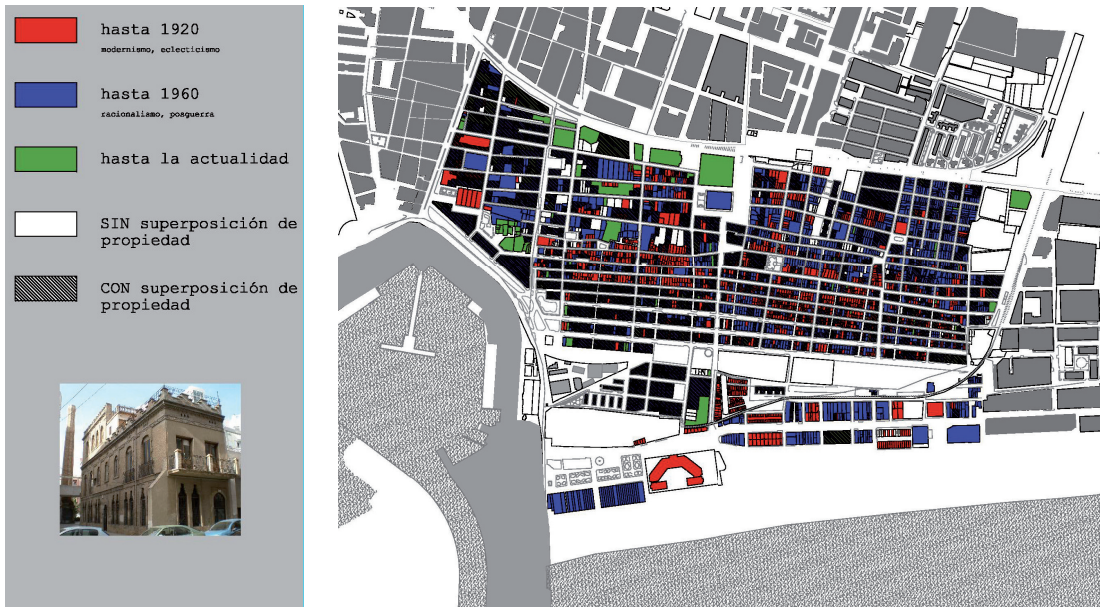 hasta 1920
modernismo, eclecticismo
hasta 1960
racionalismo, posguerra
hasta la actualidad
SIN superposición de
propiedad
CON superposición de
propiedad